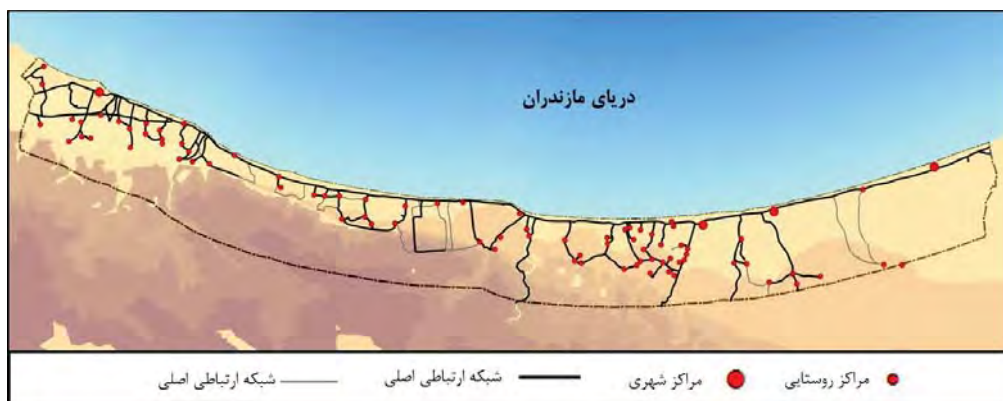 دریای مازندران
مراکز روستایی مراکز شهری شبکه ارتباطی اصلی شبکه ارتباطی اصلی